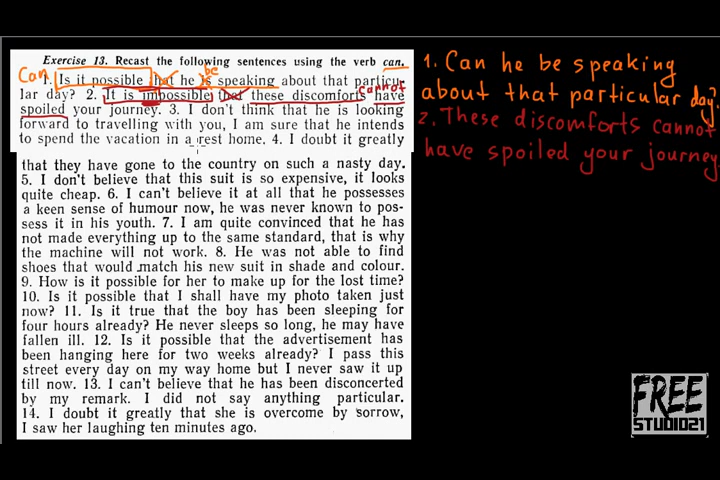 Exercise 13. Recast the following sentences using the verb can.
Can be
1. Is it possible that he is speaking about that particu-
cannot
lar day? 2. It is impossible that these discomforts have
spoiled your journey. 3. I don't think that he is looking
forward to travelling with you, I am sure that he intends
to spend the vacation in a rest home. 4. I doubt it greatly
that they have gone to the country on such a nasty day.
5. I don't believe that this suit is so expensive, it looks
quite cheap. 6. I can't believe it at all that he possesses
a keen sense of humour now, he was never known to pos-
sess it in his youth. 7. I am quite convinced that he has
not made everything up to the same standard, that is why
the machine will not work. 8. He was not able to find
shoes that would match his new suit in shade and colour.
9. How is it possible for her to make up for the lost time?
10. Is it possible that I shall have my photo taken just
now? 11. Is it true that the boy has been sleeping for
four hours already? He never sleeps so long, he may have
fallen ill. 12. Is it possible that the advertisement has
been hanging here for two weeks already? I pass this
street every day on my way home but I never saw it up
till now. 13. I can't believe that he has been disconcerted
by my remark. I did not say anything particular.
14. I doubt it greatly that she is overcome by sorrow,
I saw her laughing ten minutes ago.
1. Can he be speaking
about that particular day?
2. These discomforts cannot
have spoiled your journey
FREE
STUDIO21